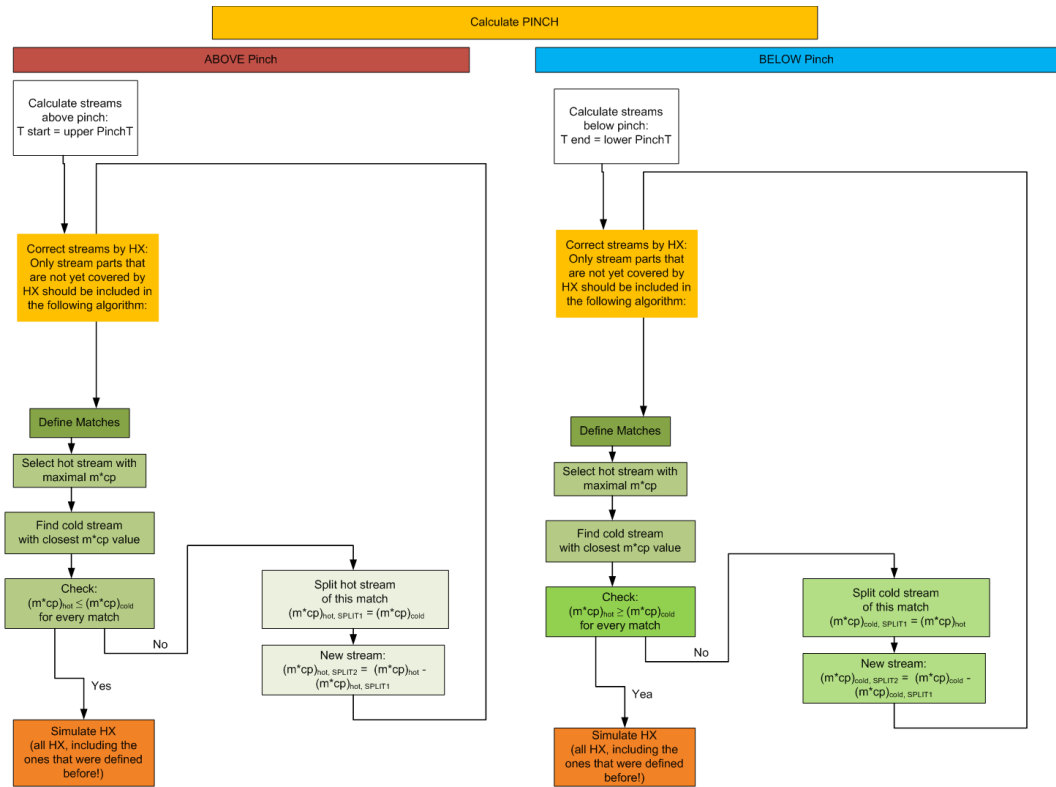 Calculate PINCH
ABOVE Pinch
Calculate streams
above pinch:
T start = upper PinchT
Correct streams by HX:
Only stream parts that
are not yet covered by
HX should be included in
the following algorithm:
Define Matches
Select hot stream with
maximal m*cp
Find cold stream
with closest m*cp value
Check:
(m*cp)hot ≤ (m*cp)cold
for every match
No
Split hot stream
of this match
(m*cp)hot, SPLIT1 = (m*cp)cold
New stream:
(m*cp)hot, SPLIT2 = (m*cp)hot -
(m*cp)hot, SPLIT1
Yes
Simulate HX
(all HX, including the
ones that were defined
before!)
BELOW Pinch
Calculate streams
below pinch:
T end = lower PinchT
Correct streams by HX:
Only stream parts that
are not yet covered by
HX should be included in
the following algorithm:
Define Matches
Select hot stream with
maximal m*cp
Find cold stream
with closest m*cp value
Check:
(m*cp)hot ≥ (m*cp)cold
for every match
No
Split cold stream
of this match
(m*cp)cold, SPLIT1 = (m*cp)hot
New stream:
(m*cp)cold, SPLIT2 = (m*cp)cold -
(m*cp)cold, SPLIT1
Yea
Simulate HX
(all HX, including the
ones that were defined
before!)